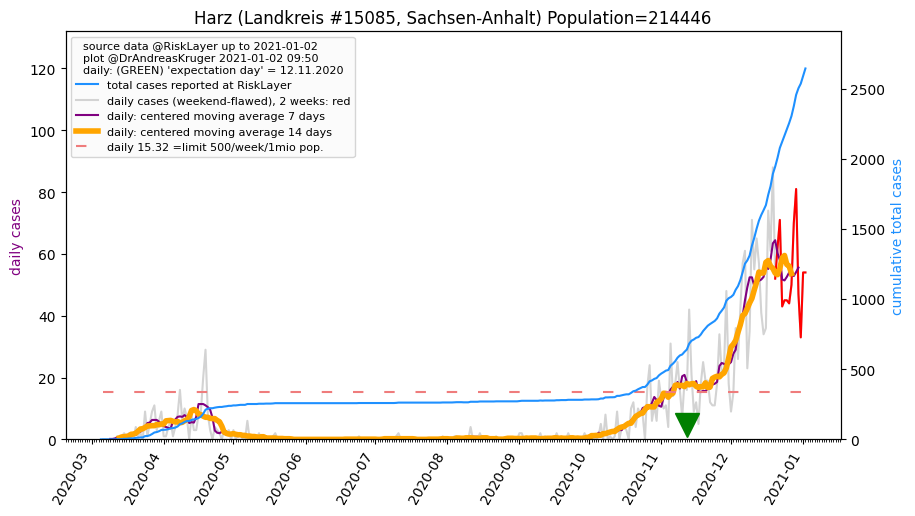 Harz (Landkreis #15085, Sachsen-Anhalt) Population=214446
source data @RiskLayer up to 2021-01-02
plot @DrAndreasKruger 2021-01-02 09:50
daily: (GREEN) 'expectation day' = 12.11.2020
total cases reported at RiskLayer
daily cases (weekend-flawed), 2 weeks: red
daily: centered moving average 7 days
daily: centered moving average 14 days
daily 15.32 =limit 500/week/1mio pop.
daily cases
120
100
80
60
40
20
0
cumulative total cases
2500
2000
1500
1000
500
0
2020-03
2020-04
2020-05
2020-06
2020-07
2020-08
2020-09
2020-10
2020-11
2020-12
2021-01